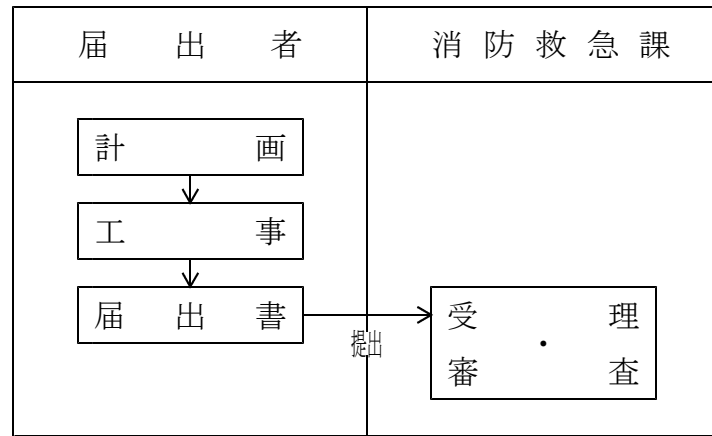 届出者
消防救急課
計画
工事
届出書
提出
受理
・
審査